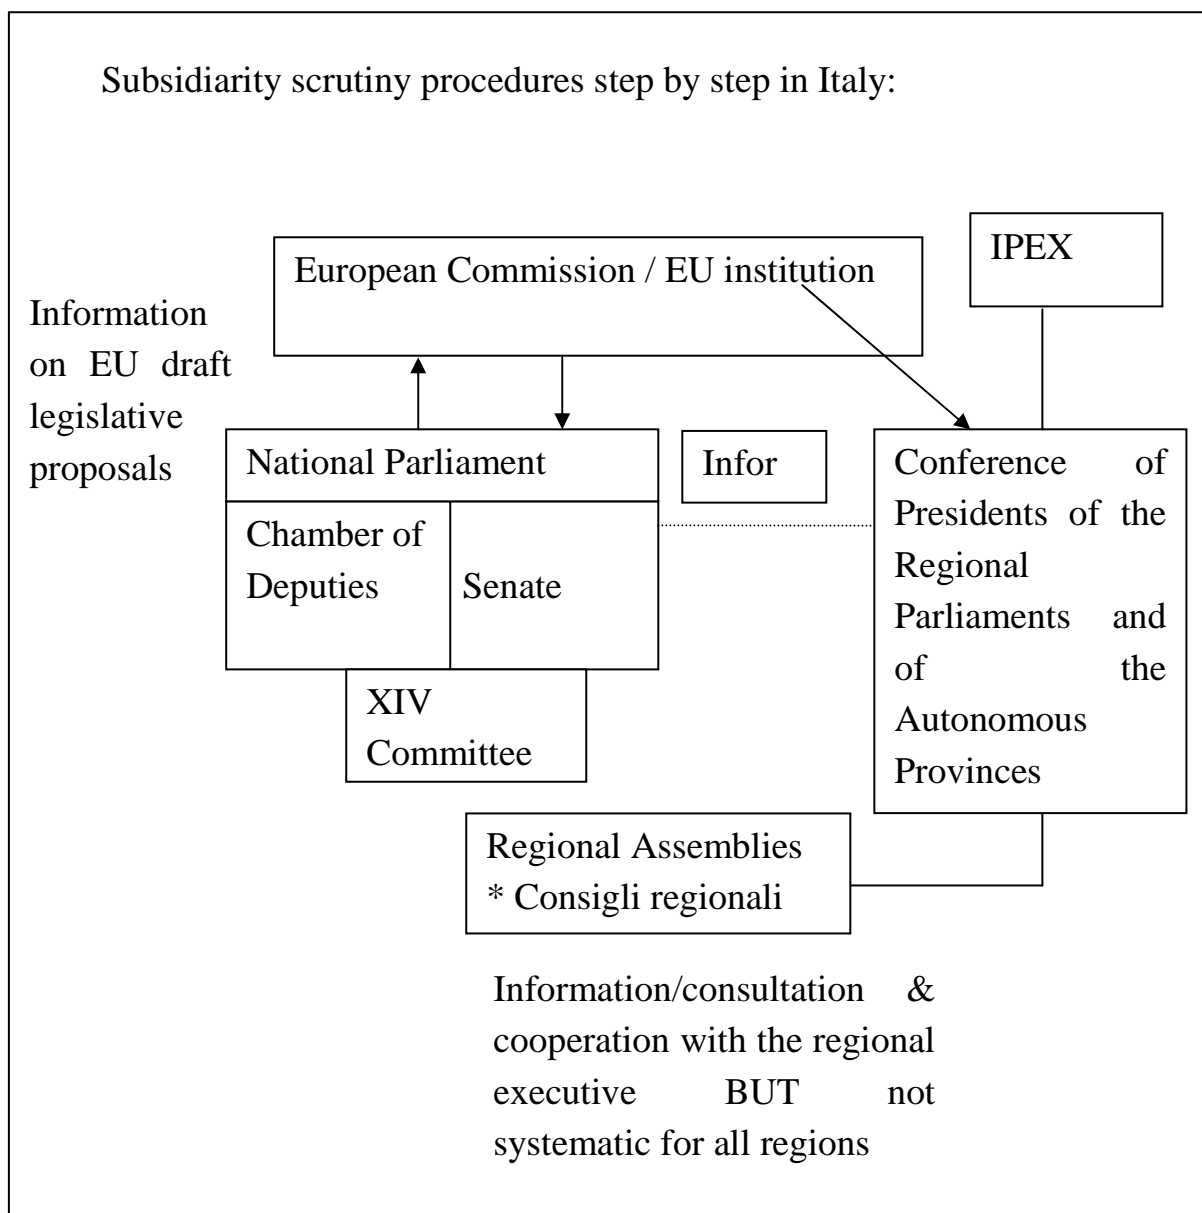 Subsidiarity scrutiny procedures step by step in Italy:
IPEX
European Commission / EU institution
Information
on EU draft
legislative
proposals
National Parliament
Infor
Chamber of
Deputies
Senate
XIV
Committee
Conference of
Presidents of the
Regional
Parliaments and
of the
Autonomous
Provinces
Regional Assemblies
* Consigli regionali
Information/consultation &
cooperation with the regional
executive BUT not
systematic for all regions